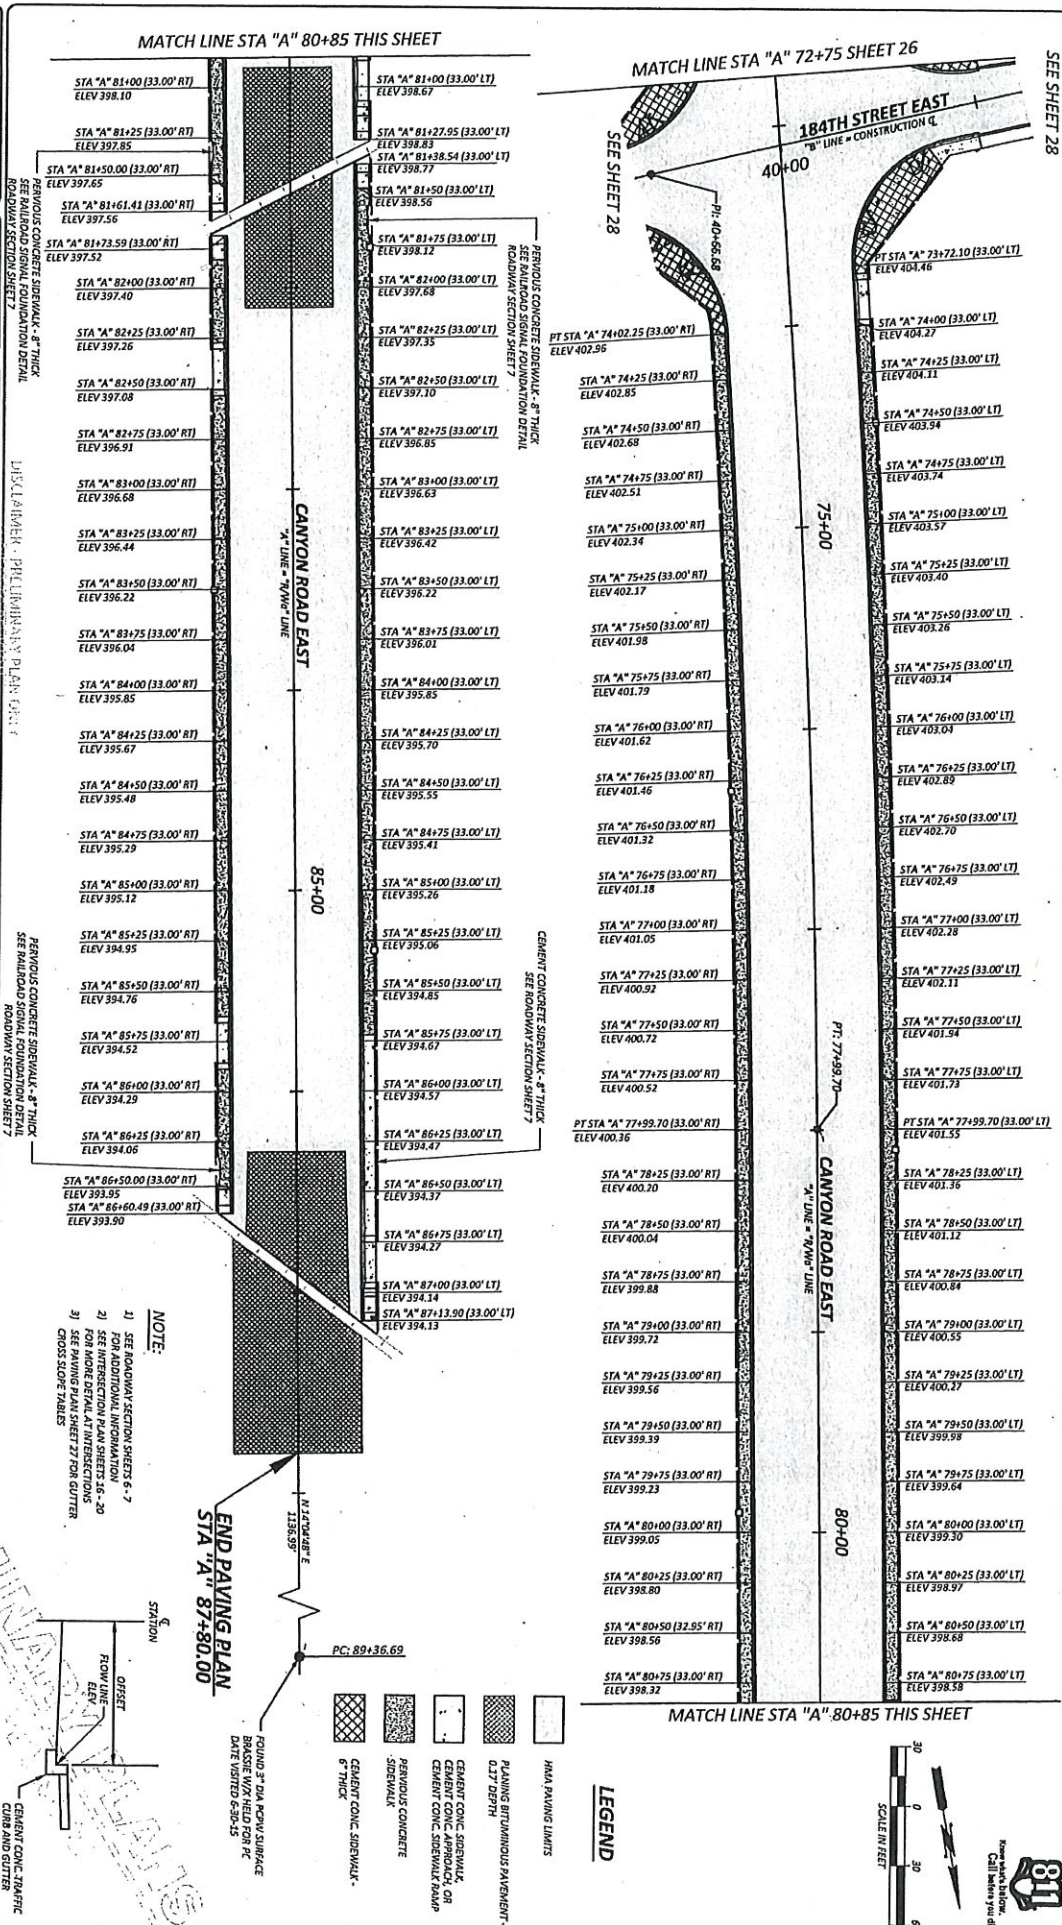 MATCH LINE STA "A" 80+85 THIS SHEET
STA "A" 81+00 (33.00' RT)
ELEV 398.10
STA "A" 81+25 (33.00' RT)
ELEV 397.85
STA "A" 81+50.00 (33.00' RT)
ELEV 397.65
STA "A" 81+61.41 (33.00' RT)
ELEV 397.56
STA "A" 81+73.59 (33.00' RT)
ELEV 397.52
STA "A" 82+00 (33.00' RT)
ELEV 397.40
STA "A" 82+25 (33.00' RT)
ELEV 397.26
STA "A" 82+50 (33.00' RT)
ELEV 397.08
STA "A" 82+75 (33.00' RT)
ELEV 396.91
STA "A" 83+00 (33.00' RT)
ELEV 396.68
STA "A" 83+25 (33.00' RT)
ELEV 396.44
STA "A" 83+50 (33.00' RT)
ELEV 396.22
STA "A" 83+75 (33.00' RT)
ELEV 396.04
STA "A" 84+00 (33.00' RT)
ELEV 395.85
STA "A" 84+25 (33.00' RT)
ELEV 395.67
STA "A" 84+50 (33.00' RT)
ELEV 395.48
STA "A" 84+75 (33.00' RT)
ELEV 395.29
STA "A" 85+00 (33.00' RT)
ELEV 395.12
STA "A" 85+25 (33.00' RT)
ELEV 394.95
STA "A" 85+50 (33.00' RT)
ELEV 394.76
STA "A" 85+75 (33.00' RT)
ELEV 394.52
STA "A" 86+00 (33.00' RT)
ELEV 394.29
STA "A" 86+25 (33.00' RT)
ELEV 394.06
STA "A" 86+50.00 (33.00' RT)
ELEV 393.95
STA "A" 86+60.49 (33.00' RT)
ELEV 393.90
PERVIOUS CONCRETE SIDEWALK - 8" THICK
SEE RAILROAD SIGNAL FOUNDATION DETAIL
ROADWAY SECTION SHEET 7
DISCLAIMER - PRELIMINARY PLAN ONLY
PERVIOUS CONCRETE SIDEWALK - 8" THICK
SEE RAILROAD SIGNAL FOUNDATION DETAIL
ROADWAY SECTION SHEET 7
CANYON ROAD EAST
"A" LINE = "R/Wa" LINE
85+00
STA "A" 81+00 (33.00' LT)
ELEV 398.67
STA "A" 81+27.95 (33.00' LT)
ELEV 398.83
STA "A" 81+38.54 (33.00' LT)
ELEV 398.77
STA "A" 81+50 (33.00' LT)
ELEV 398.56
STA "A" 81+75 (33.00' LT)
ELEV 398.12
STA "A" 82+00 (33.00' LT)
ELEV 397.68
STA "A" 82+25 (33.00' LT)
ELEV 397.35
STA "A" 82+50 (33.00' LT)
ELEV 397.10
STA "A" 82+75 (33.00' LT)
ELEV 396.85
STA "A" 83+00 (33.00' LT)
ELEV 396.63
STA "A" 83+25 (33.00' LT)
ELEV 396.42
STA "A" 83+50 (33.00' LT)
ELEV 396.22
STA "A" 83+75 (33.00' LT)
ELEV 396.01
STA "A" 84+00 (33.00' LT)
ELEV 395.85
STA "A" 84+25 (33.00' LT)
ELEV 395.70
STA "A" 84+50 (33.00' LT)
ELEV 395.55
STA "A" 84+75 (33.00' LT)
ELEV 395.41
STA "A" 85+00 (33.00' LT)
ELEV 395.26
STA "A" 85+25 (33.00' LT)
ELEV 395.06
STA "A" 85+50 (33.00' LT)
ELEV 394.85
STA "A" 85+75 (33.00' LT)
ELEV 394.67
STA "A" 86+00 (33.00' LT)
ELEV 394.57
STA "A" 86+25 (33.00' LT)
ELEV 394.47
STA "A" 86+50 (33.00' LT)
ELEV 394.37
STA "A" 86+75 (33.00' LT)
ELEV 394.27
STA "A" 87+00 (33.00' LT)
ELEV 394.14
STA "A" 87+13.90 (33.00' LT)
ELEV 394.13
PERVIOUS CONCRETE SIDEWALK - 8" THICK
SEE RAILROAD SIGNAL FOUNDATION DETAIL
ROADWAY SECTION SHEET 7
CEMENT CONCRETE SIDEWALK - 8" THICK
SEE ROADWAY SECTION SHEET 7
N 14°04'48" E
1136.99'
END PAVING PLAN
STA "A" 87+80.00
PC: 89+36.69
FOUND 3" DIA PCPW SURFACE
BRASSIE W/X HELD FOR PC
DATE VISITED 6-30-15
NOTE:
1) SEE ROADWAY SECTION SHEETS 6 - 7
FOR ADDITIONAL INFORMATION
2) SEE INTERSECTION PLAN SHEETS 16 - 20
FOR MORE DETAIL AT INTERSECTIONS
3) SEE PAVING PLAN SHEET 27 FOR GUTTER
CROSS SLOPE TABLES
℄
STATION
OFFSET
FLOW LINE
ELEV
CEMENT CONC. TRAFFIC
CURB AND GUTTER
MATCH LINE STA "A" 72+75 SHEET 26
SEE SHEET 28
SEE SHEET 28
184TH STREET EAST
"B" LINE = CONSTRUCTION ℄
40+00
PI: 40+66.68
PT STA "A" 74+02.25 (33.00' RT)
ELEV 402.96
STA "A" 74+25 (33.00' RT)
ELEV 402.85
STA "A" 74+50 (33.00' RT)
ELEV 402.68
STA "A" 74+75 (33.00' RT)
ELEV 402.51
STA "A" 75+00 (33.00' RT)
ELEV 402.34
STA "A" 75+25 (33.00' RT)
ELEV 402.17
STA "A" 75+50 (33.00' RT)
ELEV 401.98
STA "A" 75+75 (33.00' RT)
ELEV 401.79
STA "A" 76+00 (33.00' RT)
ELEV 401.62
STA "A" 76+25 (33.00' RT)
ELEV 401.46
STA "A" 76+50 (33.00' RT)
ELEV 401.32
STA "A" 76+75 (33.00' RT)
ELEV 401.18
STA "A" 77+00 (33.00' RT)
ELEV 401.05
STA "A" 77+25 (33.00' RT)
ELEV 400.92
STA "A" 77+50 (33.00' RT)
ELEV 400.72
STA "A" 77+75 (33.00' RT)
ELEV 400.52
PT STA "A" 77+99.70 (33.00' RT)
ELEV 400.36
STA "A" 78+25 (33.00' RT)
ELEV 400.20
STA "A" 78+50 (33.00' RT)
ELEV 400.04
STA "A" 78+75 (33.00' RT)
ELEV 399.88
STA "A" 79+00 (33.00' RT)
ELEV 399.72
STA "A" 79+25 (33.00' RT)
ELEV 399.56
STA "A" 79+50 (33.00' RT)
ELEV 399.39
STA "A" 79+75 (33.00' RT)
ELEV 399.23
STA "A" 80+00 (33.00' RT)
ELEV 399.05
STA "A" 80+25 (33.00' RT)
ELEV 398.80
STA "A" 80+50 (32.95' RT)
ELEV 398.56
STA "A" 80+75 (33.00' RT)
ELEV 398.32
75+00
PT: 77+99.70
CANYON ROAD EAST
"A" LINE = "R/Wa" LINE
80+00
PT STA "A" 73+72.10 (33.00' LT)
ELEV 404.46
STA "A" 74+00 (33.00' LT)
ELEV 404.27
STA "A" 74+25 (33.00' LT)
ELEV 404.11
STA "A" 74+50 (33.00' LT)
ELEV 403.94
STA "A" 74+75 (33.00' LT)
ELEV 403.74
STA "A" 75+00 (33.00' LT)
ELEV 403.57
STA "A" 75+25 (33.00' LT)
ELEV 403.40
STA "A" 75+50 (33.00' LT)
ELEV 403.26
STA "A" 75+75 (33.00' LT)
ELEV 403.14
STA "A" 76+00 (33.00' LT)
ELEV 403.04
STA "A" 76+25 (33.00' LT)
ELEV 402.89
STA "A" 76+50 (33.00' LT)
ELEV 402.70
STA "A" 76+75 (33.00' LT)
ELEV 402.49
STA "A" 77+00 (33.00' LT)
ELEV 402.28
STA "A" 77+25 (33.00' LT)
ELEV 402.11
STA "A" 77+50 (33.00' LT)
ELEV 401.94
STA "A" 77+75 (33.00' LT)
ELEV 401.73
PT STA "A" 77+99.70 (33.00' LT)
ELEV 401.55
STA "A" 78+25 (33.00' LT)
ELEV 401.36
STA "A" 78+50 (33.00' LT)
ELEV 401.12
STA "A" 78+75 (33.00' LT)
ELEV 400.84
STA "A" 79+00 (33.00' LT)
ELEV 400.55
STA "A" 79+25 (33.00' LT)
ELEV 400.27
STA "A" 79+50 (33.00' LT)
ELEV 399.98
STA "A" 79+75 (33.00' LT)
ELEV 399.64
STA "A" 80+00 (33.00' LT)
ELEV 399.30
STA "A" 80+25 (33.00' LT)
ELEV 398.97
STA "A" 80+50 (33.00' LT)
ELEV 398.68
STA "A" 80+75 (33.00' LT)
ELEV 398.58
MATCH LINE STA "A" 80+85 THIS SHEET
LEGEND
HMA PAVING LIMITS
PLANING BITUMINOUS PAVEMENT -
0.17' DEPTH
CEMENT CONC. SIDEWALK,
CEMENT CONC. APPROACH, OR
CEMENT CONC. SIDEWALK RAMP
PERVIOUS CONCRETE
SIDEWALK
CEMENT CONC. SIDEWALK -
6" THICK
30 0 30 6
SCALE IN FEET
811
Know what's below.
Call before you